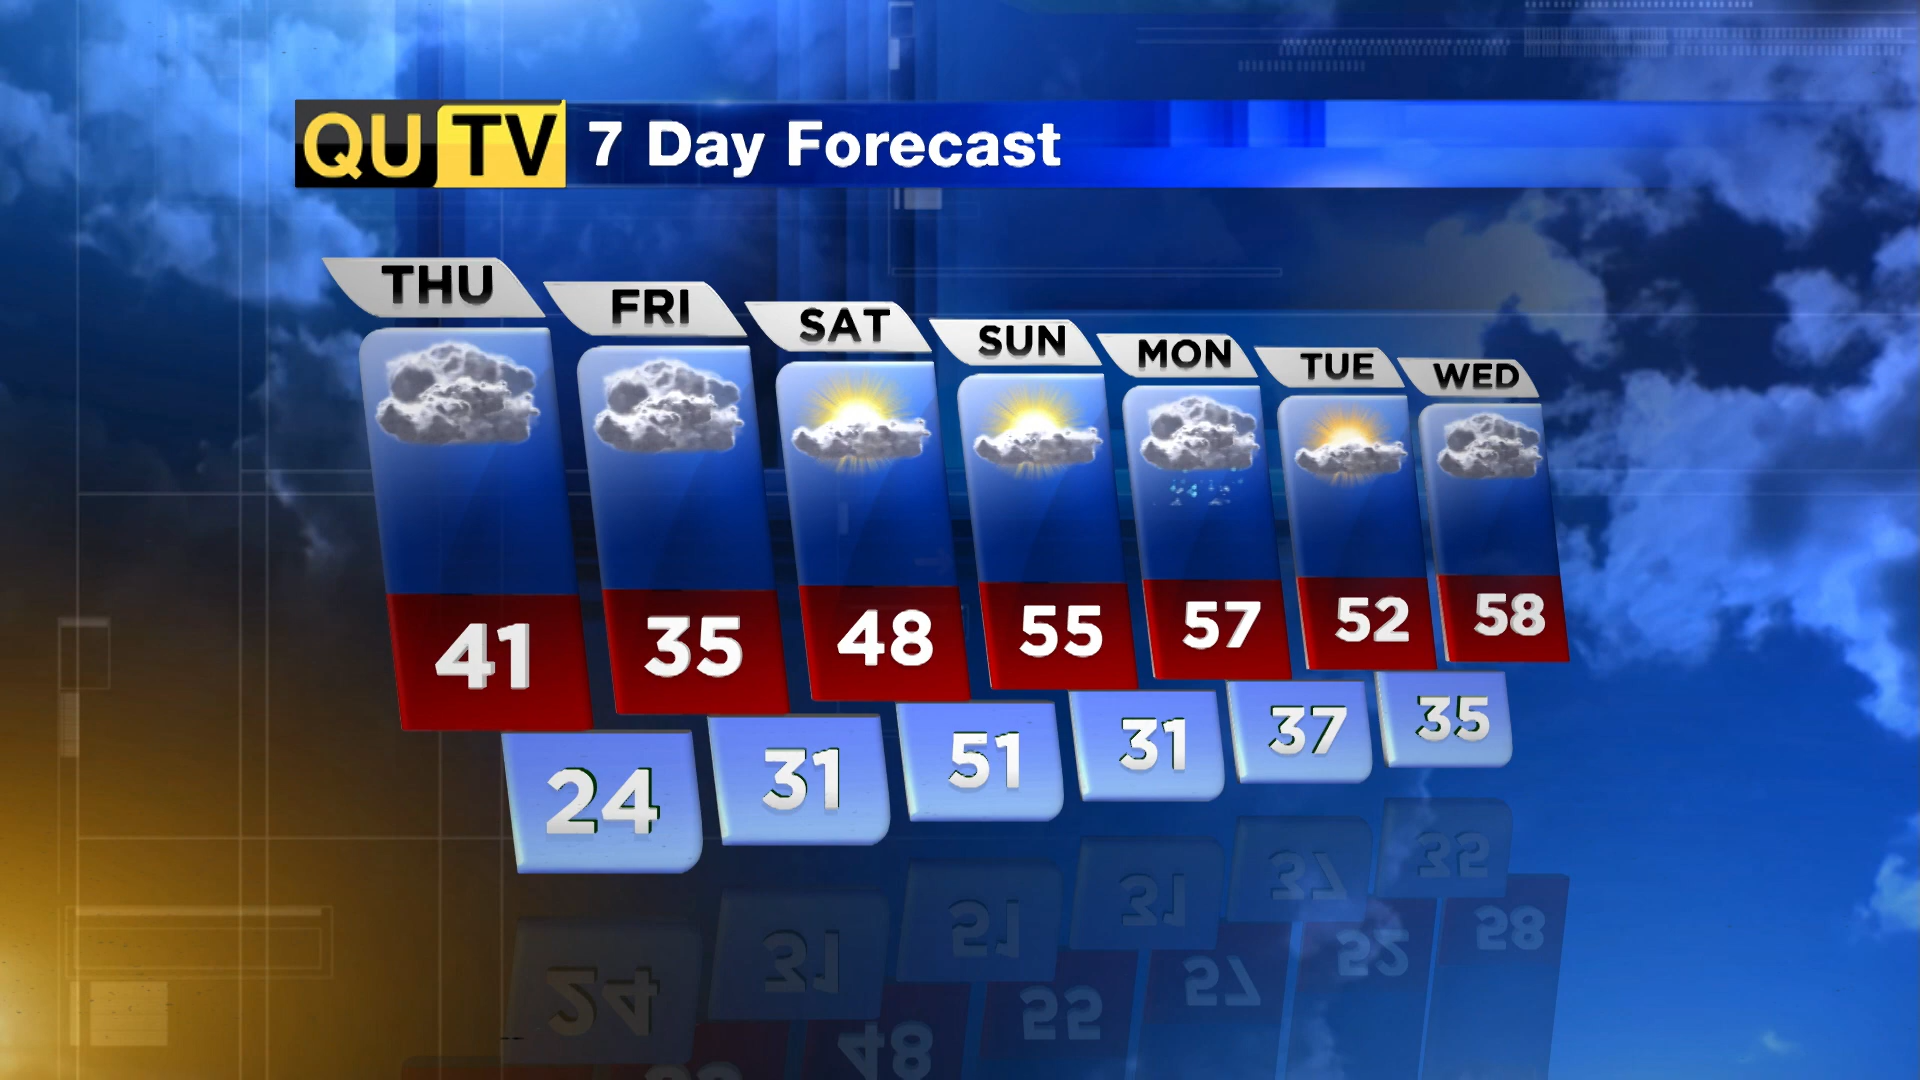 QU TV 7 Day Forecast
THU FRI SAT SUN MON TUE WED
41 35 48 55 57 52 58
24 31 51 31 37 35